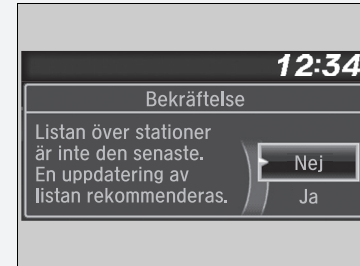 12:34
Bekräftelse
Listan över stationer
är inte den senaste.
En uppdatering av
listan rekommenderas.
Nej
Ja